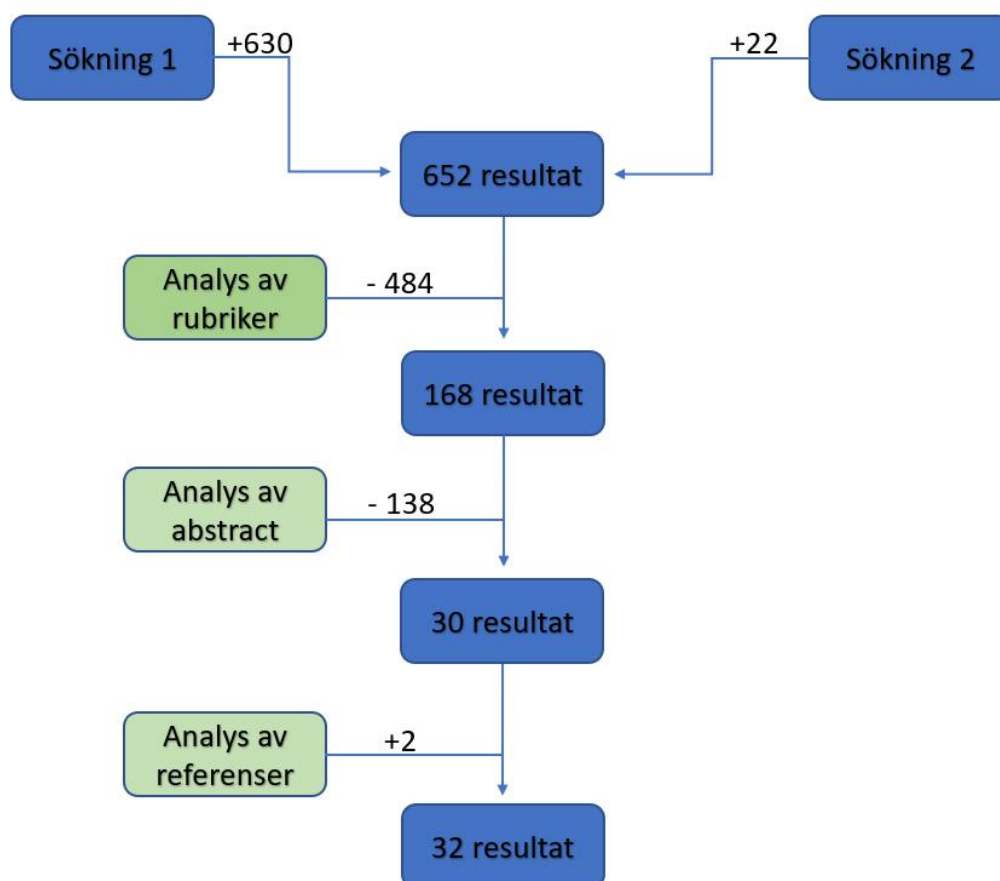 Sökning 1
+630
+22
Sökning 2
652 resultat
Analys av
rubriker
- 484
168 resultat
Analys av
abstract
- 138
30 resultat
Analys av
referenser
+2
32 resultat